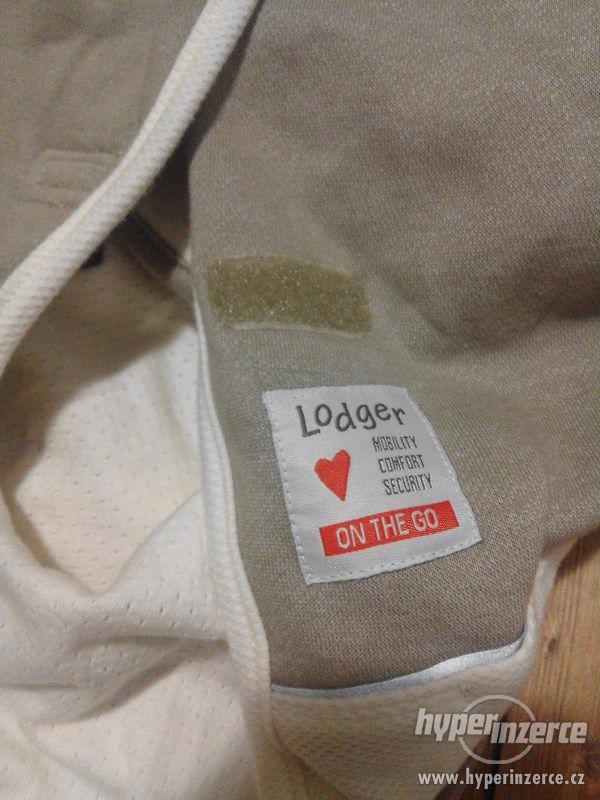 Lodger
MOBILITY
COMFORT
SECURITY
ON THE GO
hyperinzerce
www.hyperinzerce.cz